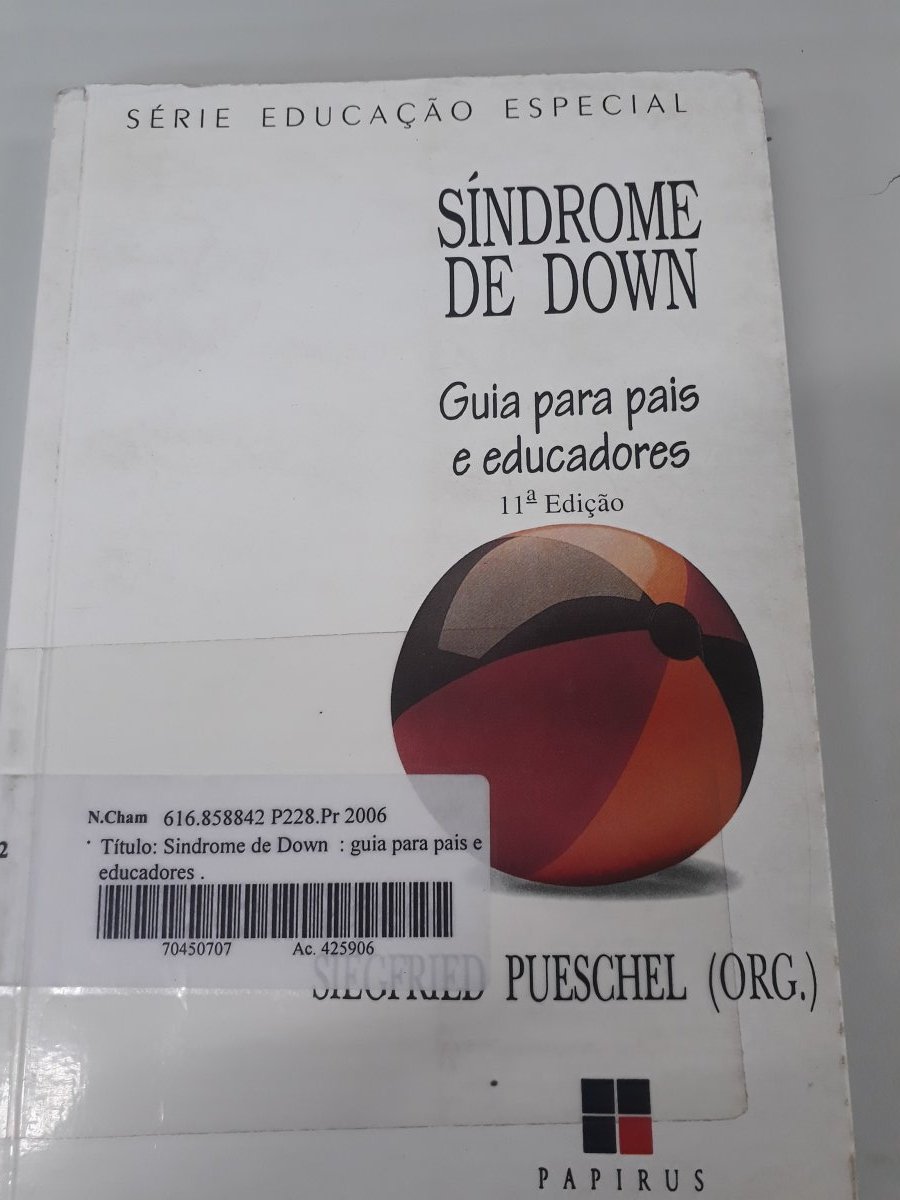 SÉRIE EDUCAÇÃO ESPECIAL
SÍNDROME
DE DOWN
Guia para pais
e educadores
11ª Edição
2
N.Cham 616.858842 P228.Pr 2006
Título: Sindrome de Down : guia para pais e
educadores .
70450707 Ac. 425906
SIEGFRIED PUESCHEL (ORG.)
PAPIRUS